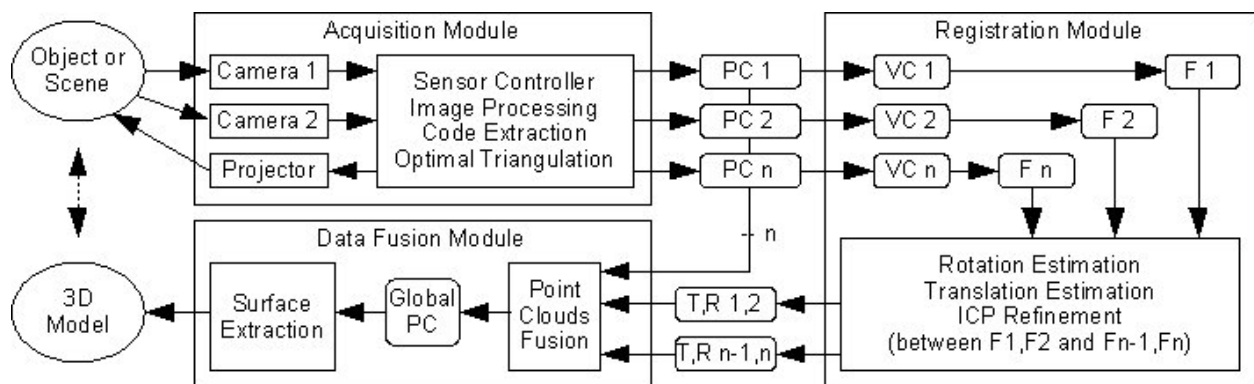 Acquisition Module
Registration Module
Object or
Scene
Camera 1
Camera 2
Projector
Sensor Controller
Image Processing
Code Extraction
Optimal Triangulation
PC 1
PC 2
PC n
VC 1
VC 2
VC n
F 1
F 2
F n
n
Data Fusion Module
3D
Model
Surface
Extraction
Global
PC
Point
Clouds
Fusion
T,R 1,2
T,R n-1,n
Rotation Estimation
Translation Estimation
ICP Refinement
(between F1,F2 and Fn-1,Fn)